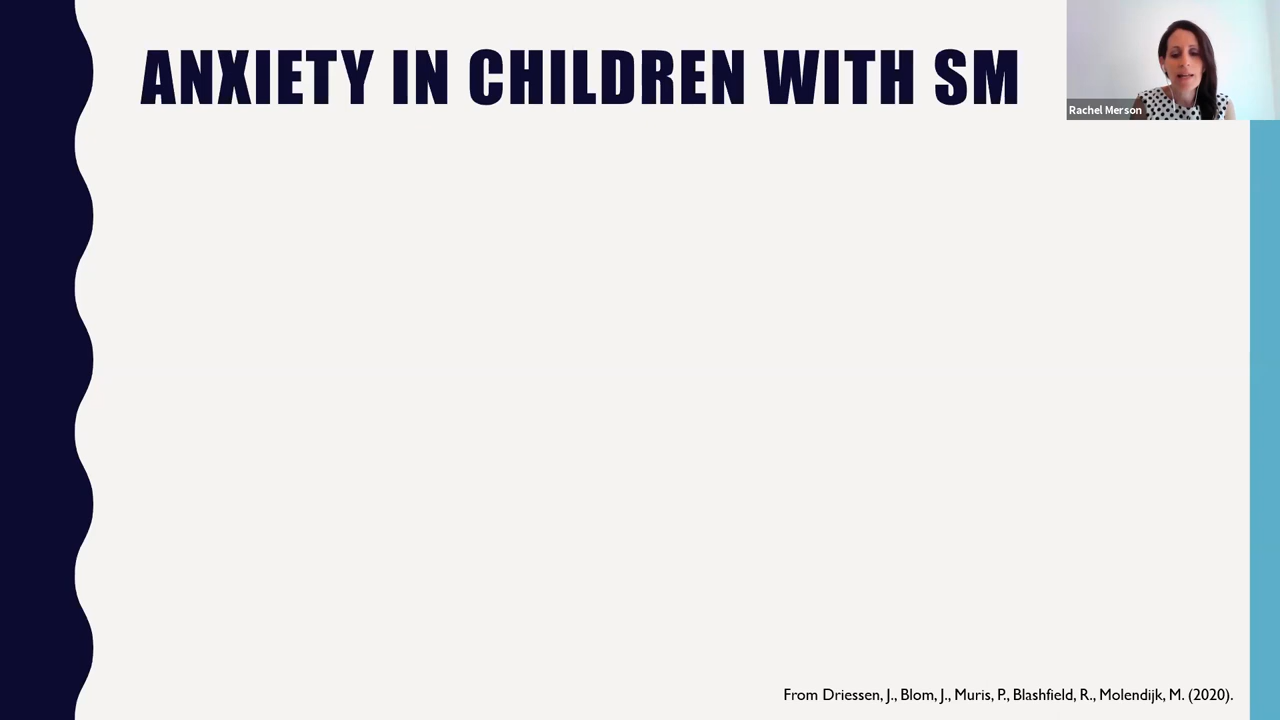 ANXIETY IN CHILDREN WITH SM
Rachel Merson
From Driessen, J., Blom, J., Muris, P., Blashfield, R., Molendijk, M. (2020).